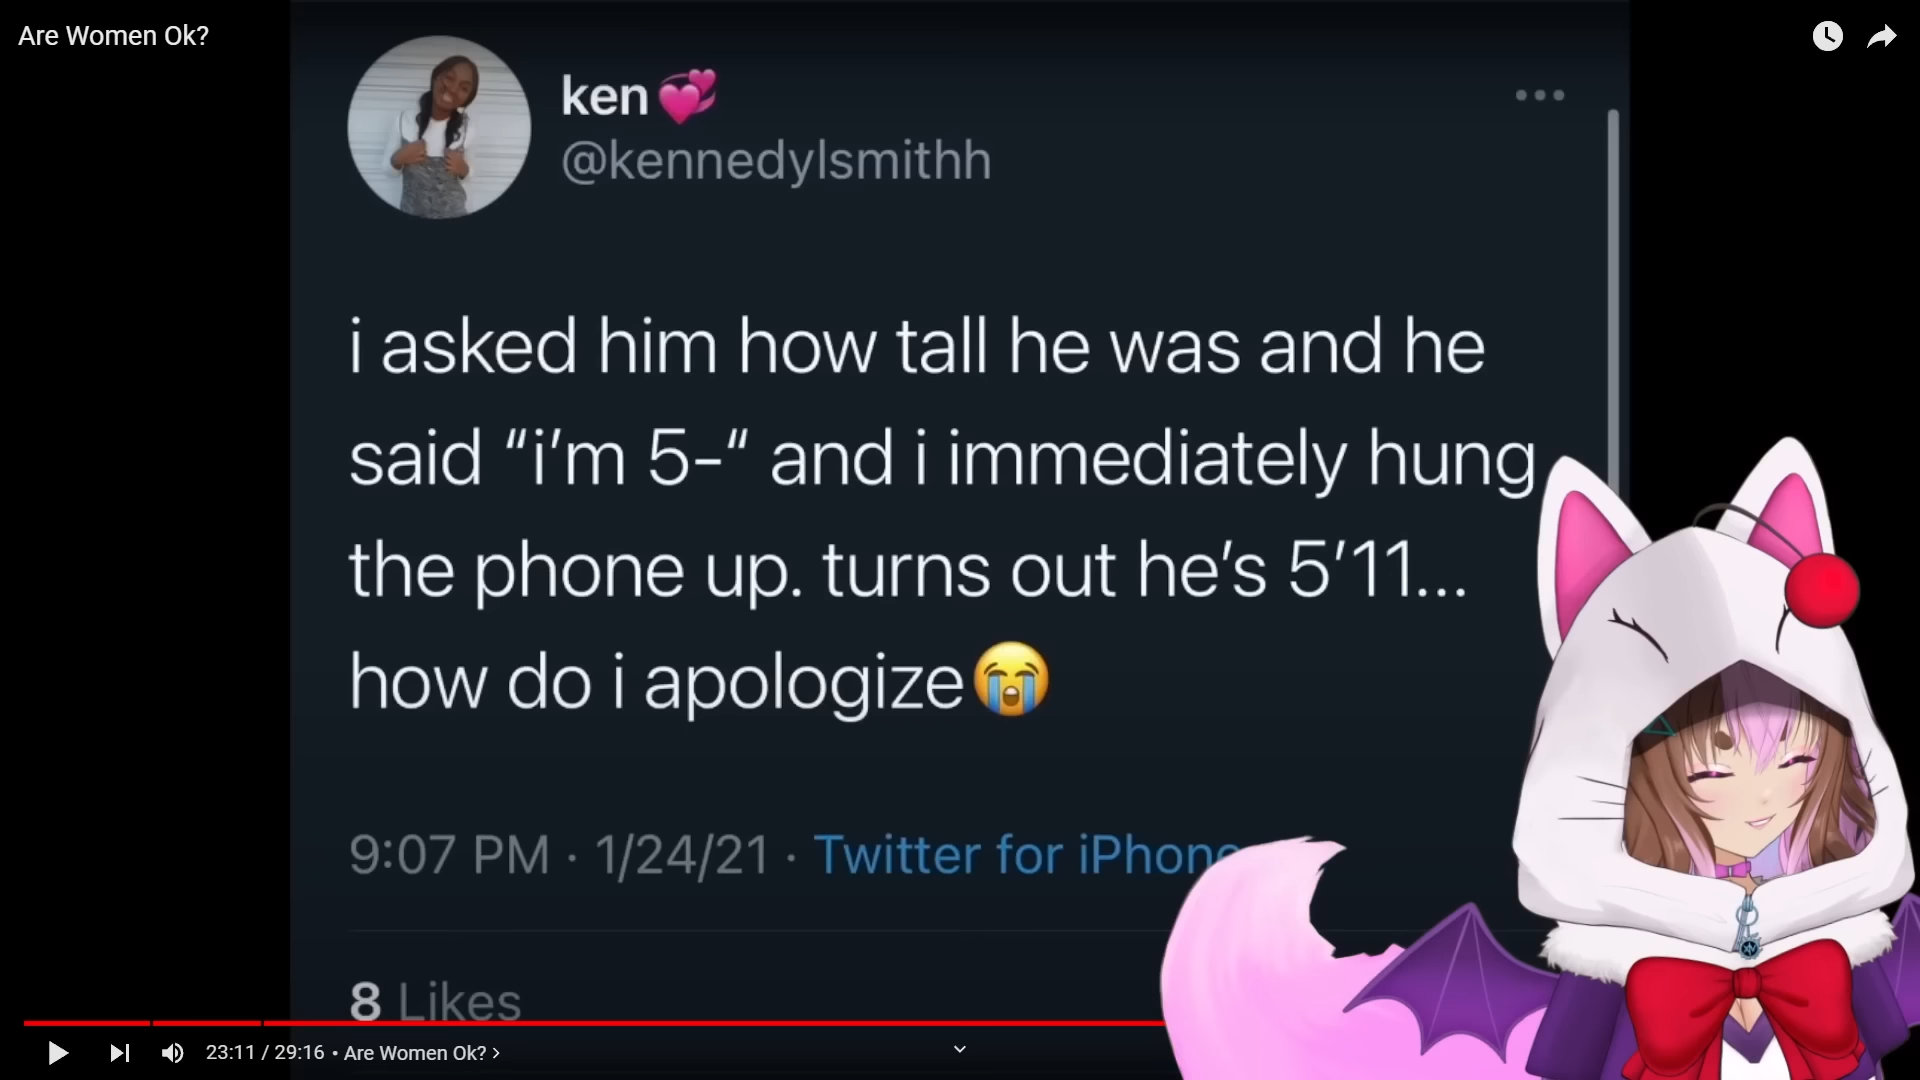 Are Women Ok?
ken💞
@kennedylsmithh
i asked him how tall he was and he
said “i’m 5-“ and i immediately hung
the phone up. turns out he’s 5’11...
how do i apologize😭
9:07 PM · 1/24/21 · Twitter for iPhone
8 Likes
23:11 / 29:16 • Are Women Ok? ›